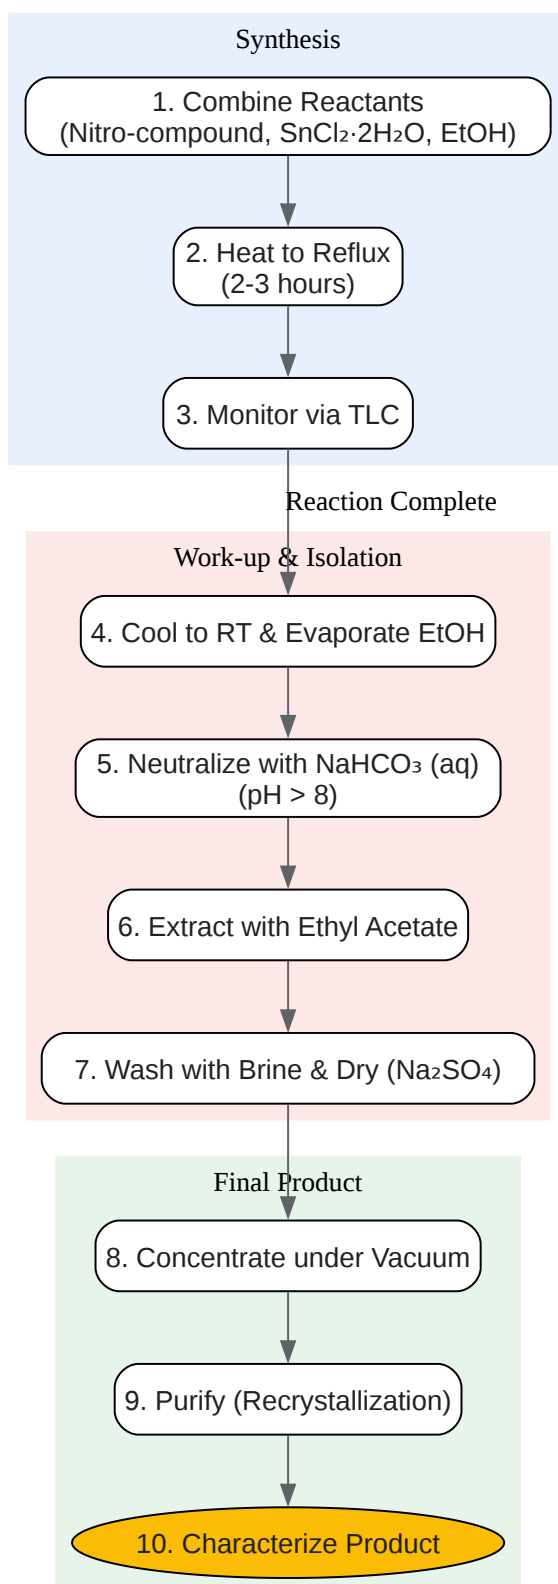 Synthesis
1. Combine Reactants
(Nitro-compound, SnCl₂·2H₂O, EtOH)
2. Heat to Reflux
(2-3 hours)
3. Monitor via TLC
Reaction Complete
Work-up & Isolation
4. Cool to RT & Evaporate EtOH
5. Neutralize with NaHCO₃ (aq)
(pH > 8)
6. Extract with Ethyl Acetate
7. Wash with Brine & Dry (Na₂SO₄)
Final Product
8. Concentrate under Vacuum
9. Purify (Recrystallization)
10. Characterize Product